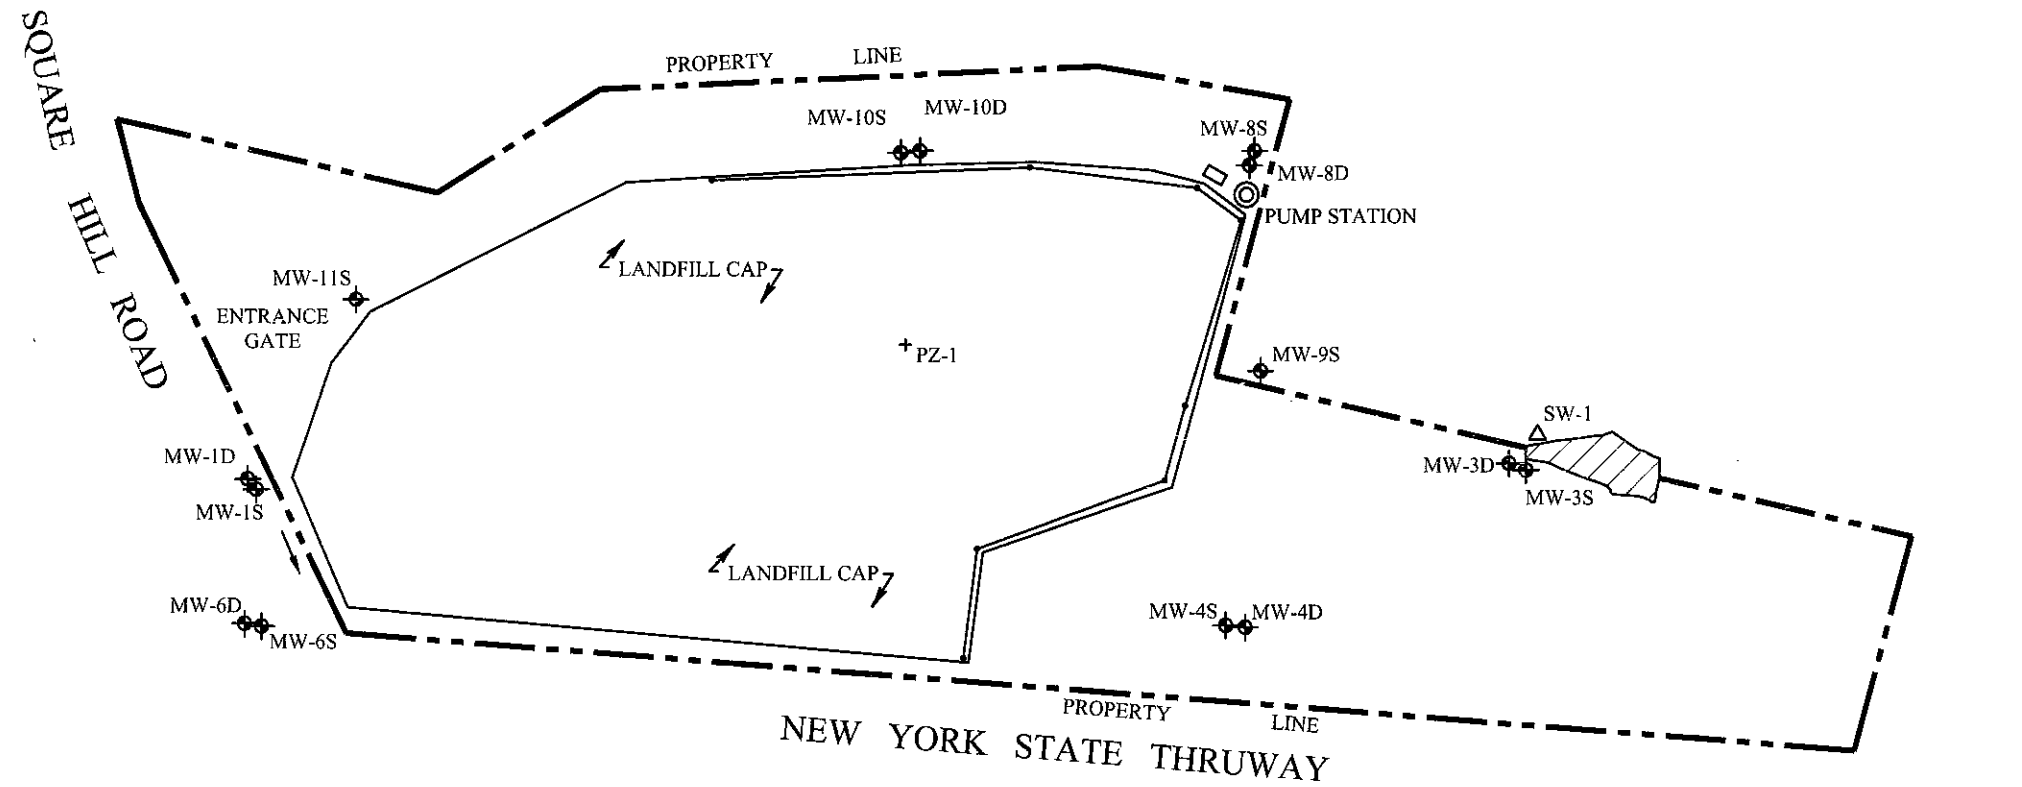 SQUARE HILL ROAD
PROPERTY LINE
MW-10S
MW-10D
MW-8S
MW-8D
PUMP STATION
LANDFILL CAP
MW-11S
ENTRANCE
GATE
PZ-1
MW-9S
SW-1
MW-3D
MW-3S
MW-1D
MW-1S
LANDFILL CAP
MW-6D
MW-6S
MW-4S
MW-4D
PROPERTY LINE
NEW YORK STATE THRUWAY